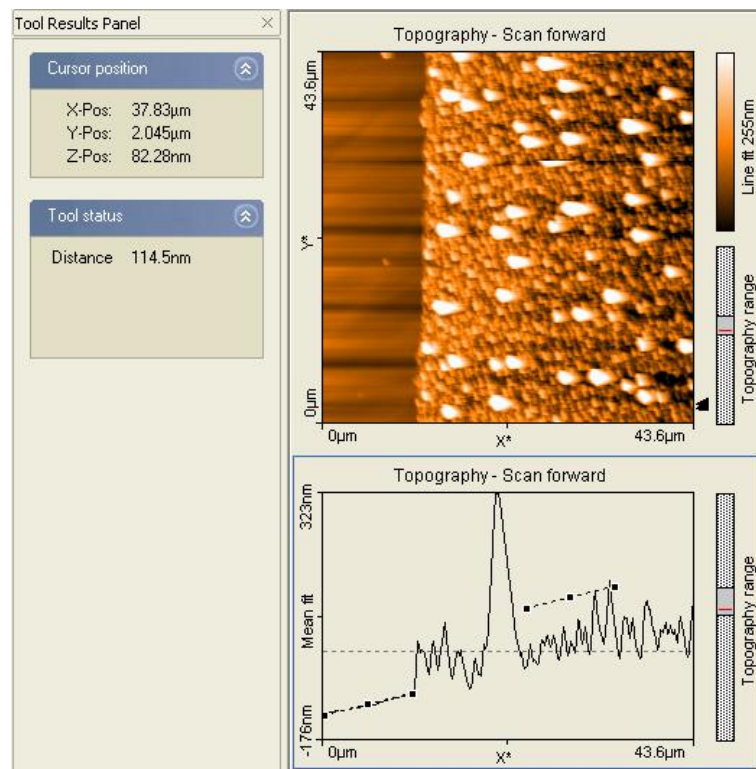 Tool Results Panel
Cursor position
X-Pos: 37.83µm
Y-Pos: 2.045µm
Z-Pos: 82.28nm
Tool status
Distance 114.5nm
Topography - Scan forward
43.6µm
Y*
0µm
0µm
X*
43.6µm
Line fit 255nm
Topography range
Topography - Scan forward
323nm
Mean fit
-176nm
0µm
X*
43.6µm
Topography range